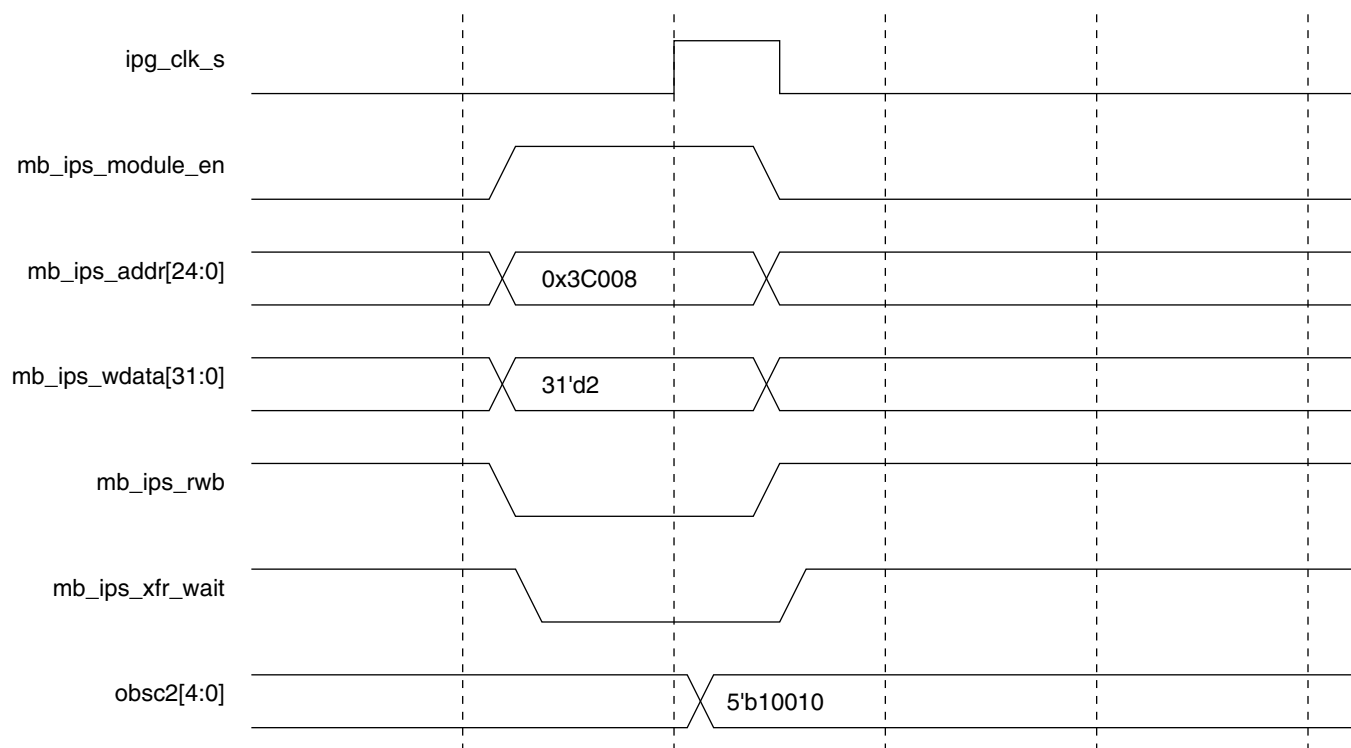 ipg_clk_s
mb_ips_module_en
mb_ips_addr[24:0]
0x3C008
mb_ips_wdata[31:0]
31'd2
mb_ips_rwb
mb_ips_xfr_wait
obsc2[4:0]
5'b10010